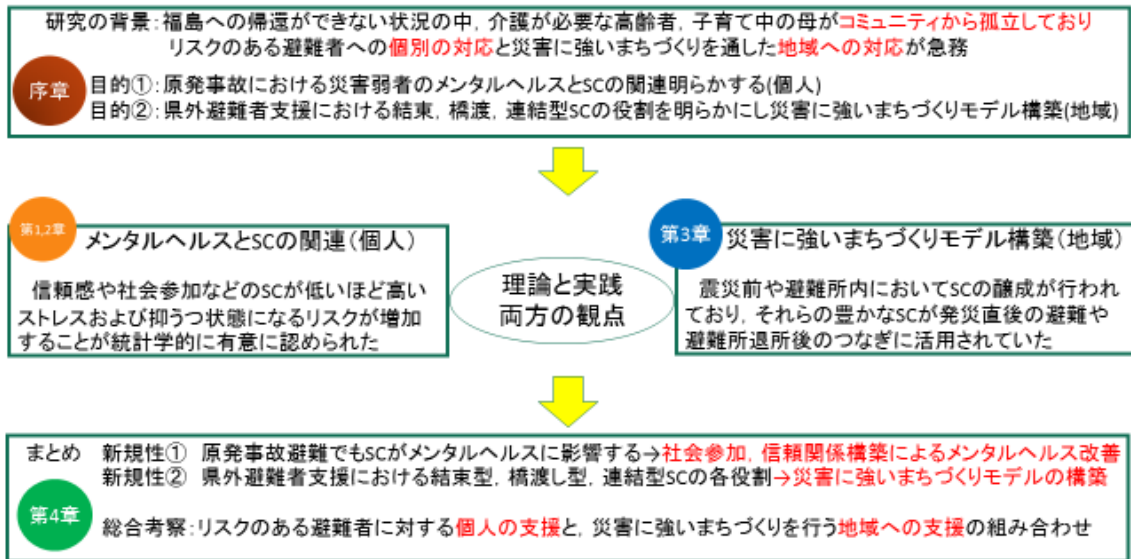 研究の背景：福島への帰還ができない状況の中，介護が必要な高齢者，子育て中の母がコミュニティから孤立しており
リスクのある避難者への個別の対応と災害に強いまちづくりを通した地域への対応が急務
序章
目的①：原発事故における災害弱者のメンタルヘルスとSCの関連明らかする(個人)
目的②：県外避難者支援における結束，橋渡，連結型SCの役割を明らかにし災害に強いまちづくりモデル構築(地域)
第1,2章
メンタルヘルスとSCの関連（個人）
信頼感や社会参加などのSCが低いほど高い
ストレスおよび抑うつ状態になるリスクが増加
することが統計学的に有意に認められた
理論と実践
両方の観点
第3章
災害に強いまちづくりモデル構築（地域）
震災前や避難所内においてSCの醸成が行われ
ており，それらの豊かなSCが発災直後の避難や
避難所退所後のつなぎに活用されていた
まとめ　新規性①　原発事故避難でもSCがメンタルヘルスに影響する→社会参加，信頼関係構築によるメンタルヘルス改善
新規性②　県外避難者支援における結束型，橋渡し型，連結型SCの各役割→災害に強いまちづくりモデルの構築
第4章
総合考察：リスクのある避難者に対する個人の支援と，災害に強いまちづくりを行う地域への支援の組み合わせ